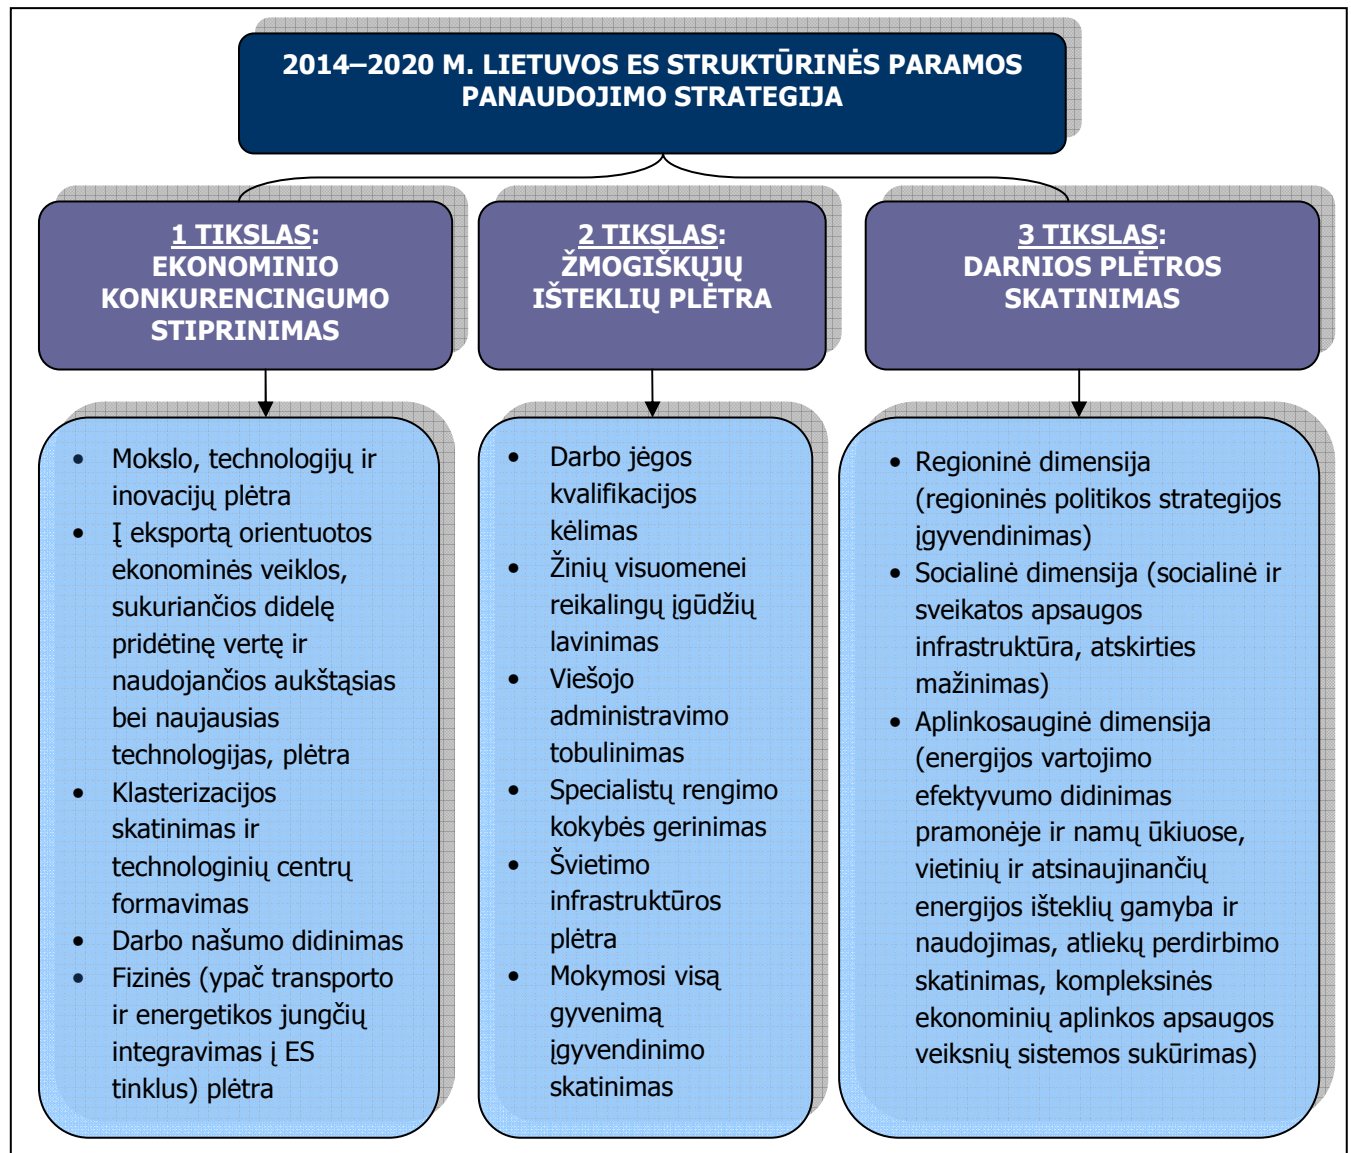 2014–2020 M. LIETUVOS ES STRUKTŪRINĖS PARAMOS
PANAUDOJIMO STRATEGIJA
1 TIKSLAS:
EKONOMINIO
KONKURENCINGUMO
STIPRINIMAS
2 TIKSLAS:
ŽMOGIŠKŲJŲ
IŠTEKLIŲ PLĖTRA
3 TIKSLAS:
DARNIOS PLĖTROS
SKATINIMAS
• Mokslo, technologijų ir
inovacijų plėtra
• Į eksportą orientuotos
ekonominės veiklos,
sukuriančios didelę
pridėtinę vertę ir
naudojančios aukštąsias
bei naujausias
technologijas, plėtra
• Klasterizacijos
skatinimas ir
technologinių centrų
formavimas
• Darbo našumo didinimas
• Fizinės (ypač transporto
ir energetikos jungčių
integravimas į ES
tinklus) plėtra
• Darbo jėgos
kvalifikacijos
kėlimas
• Žinių visuomenei
reikalingų įgūdžių
lavinimas
• Viešojo
administravimo
tobulinimas
• Specialistų rengimo
kokybės gerinimas
• Švietimo
infrastruktūros
plėtra
• Mokymosi visą
gyvenimą
įgyvendinimo
skatinimas
• Regioninė dimensija
(regioninės politikos strategijos
įgyvendinimas)
• Socialinė dimensija (socialinė ir
sveikatos apsaugos
infrastruktūra, atskirties
mažinimas)
• Aplinkosauginė dimensija
(energijos vartojimo
efektyvumo didinimas
pramonėje ir namų ūkiuose,
vietinių ir atsinaujinančių
energijos išteklių gamyba ir
naudojimas, atliekų perdirbimo
skatinimas, kompleksinės
ekonominių aplinkos apsaugos
veiksnių sistemos sukūrimas)